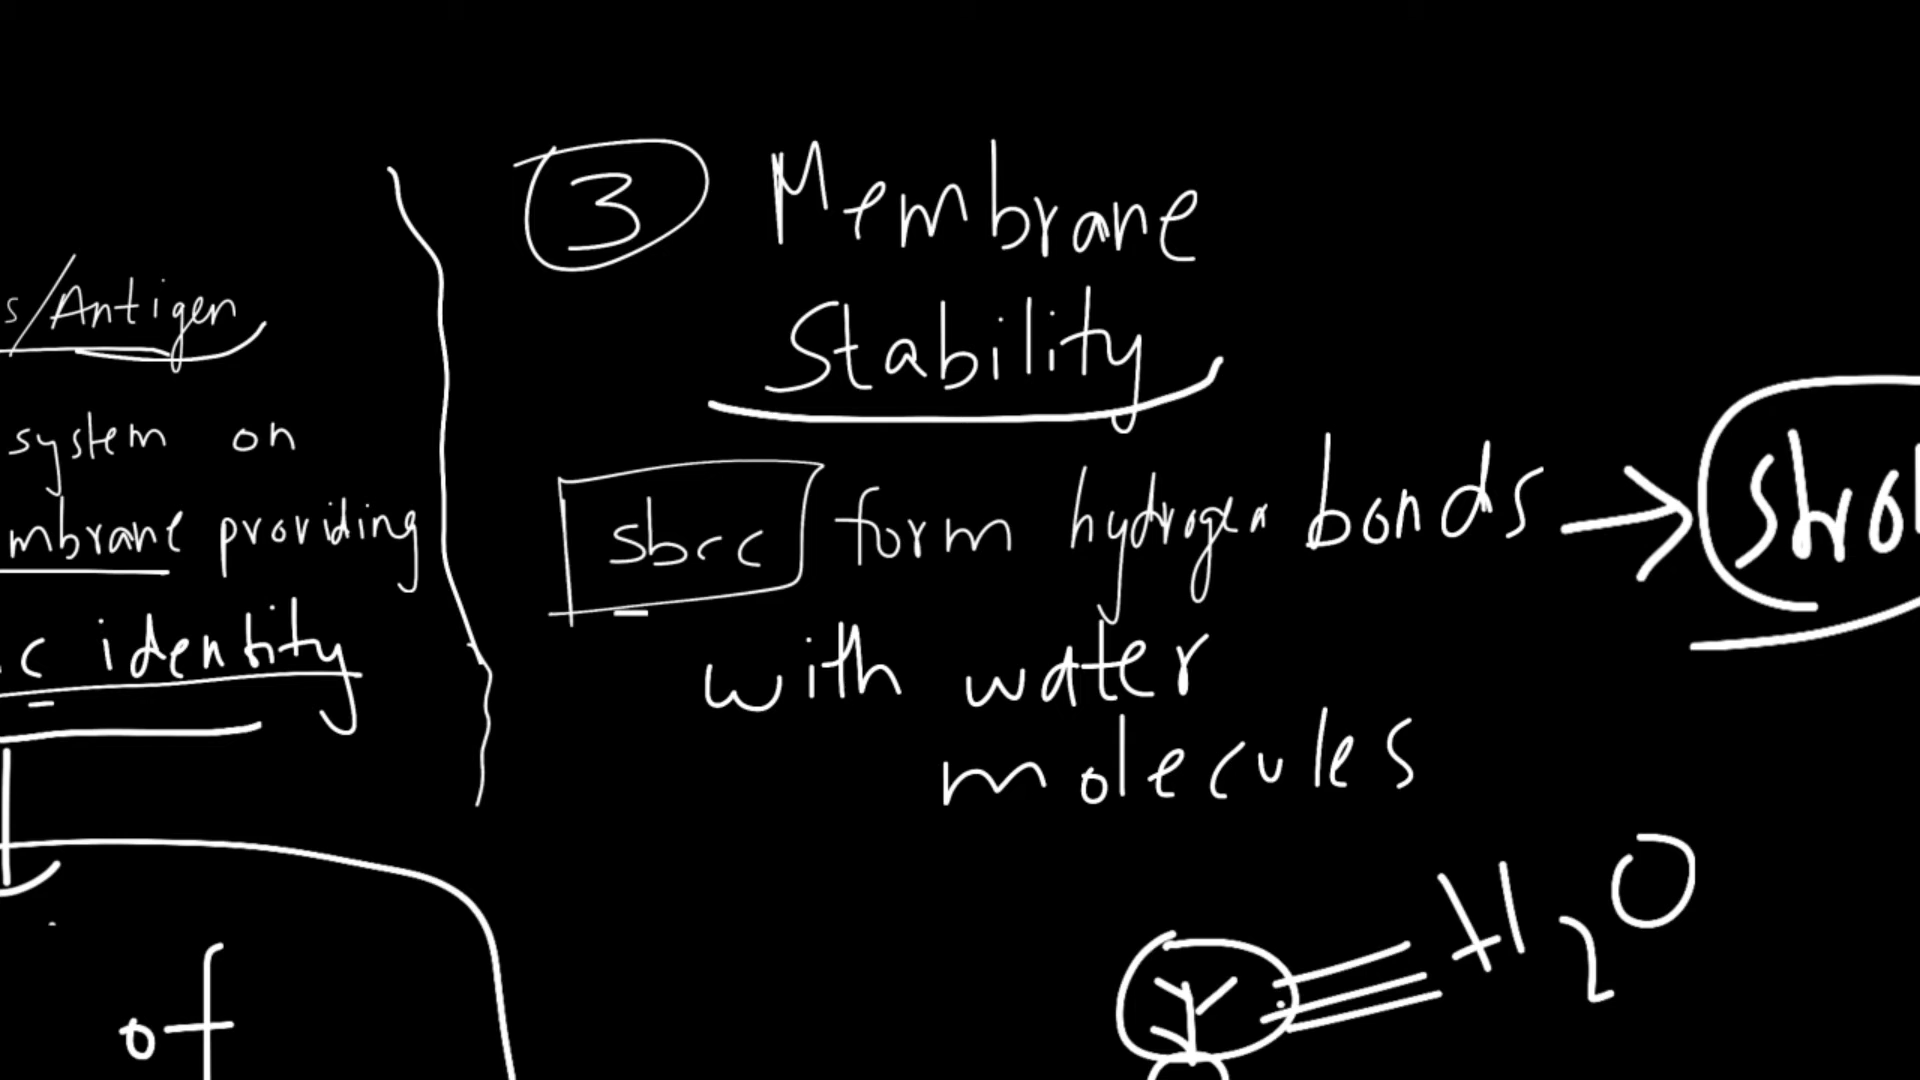 s/Antigen
system on
mbrane providing
c identity
of
3 Membrane
Stability
sbcc form hydrogen bonds →
with water
molecules
H2O